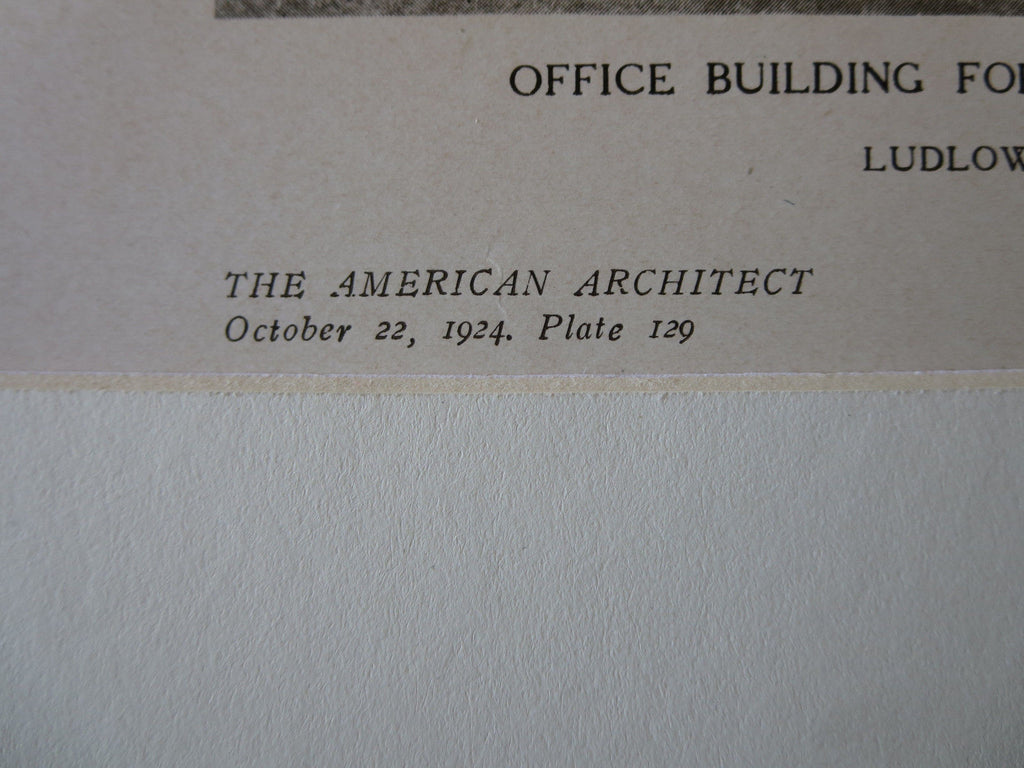 OFFICE BUILDING FO
LUDLOW
THE AMERICAN ARCHITECT
October 22, 1924. Plate 129